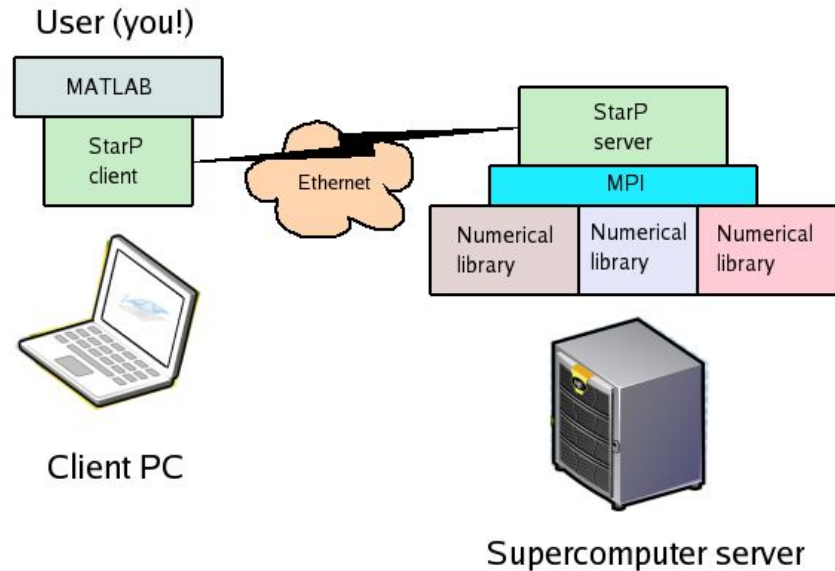 User (you!)
MATLAB
StarP
client
Ethernet
StarP
server
MPI
Numerical
library
Numerical
library
Numerical
library
Client PC
Supercomputer server